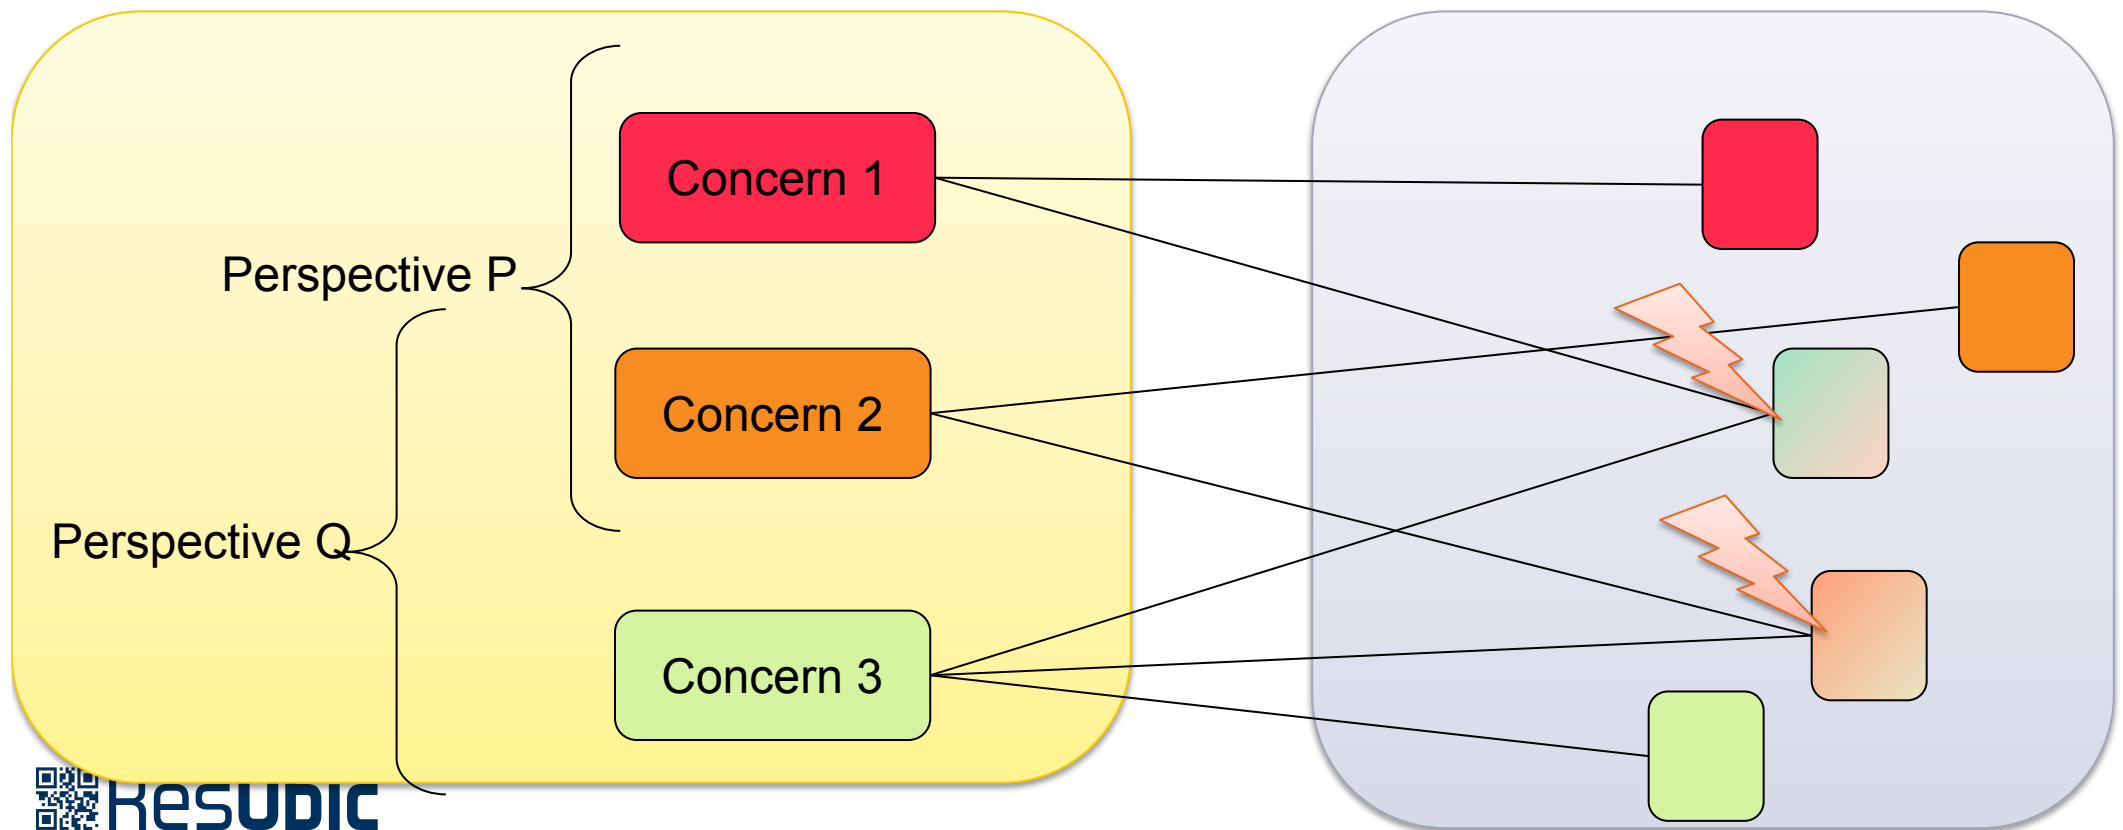 Concern 1
Perspective P
Concern 2
Perspective Q
Concern 3
ResUbic